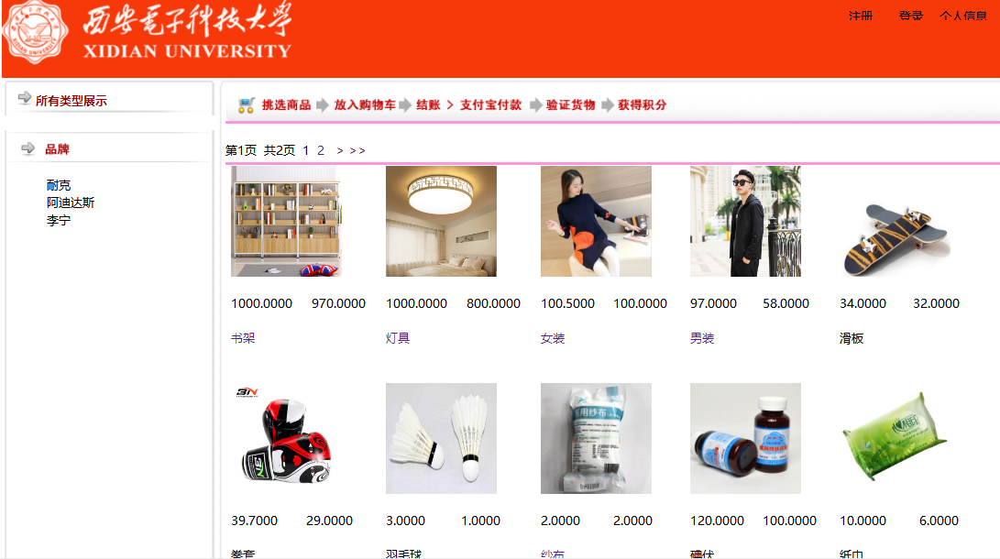 西安电子科技大学
XIDIAN UNIVERSITY
注册 登录 个人信息
所有类型展示
挑选商品 放入购物车 结账 > 支付宝付款 验证货物 获得积分
品牌
耐克
阿迪达斯
李宁
第1页 共2页 1 2 > >>
1000.0000 970.0000 1000.0000 800.0000 100.5000 100.0000 97.0000 58.0000 34.0000 32.0000
书架 灯具 女装 男装 滑板
医用纱布
39.7000 29.0000 3.0000 1.0000 2.0000 2.0000 120.0000 100.0000 10.0000 6.0000
拳套 羽毛球 纱布 碘伏 纸巾